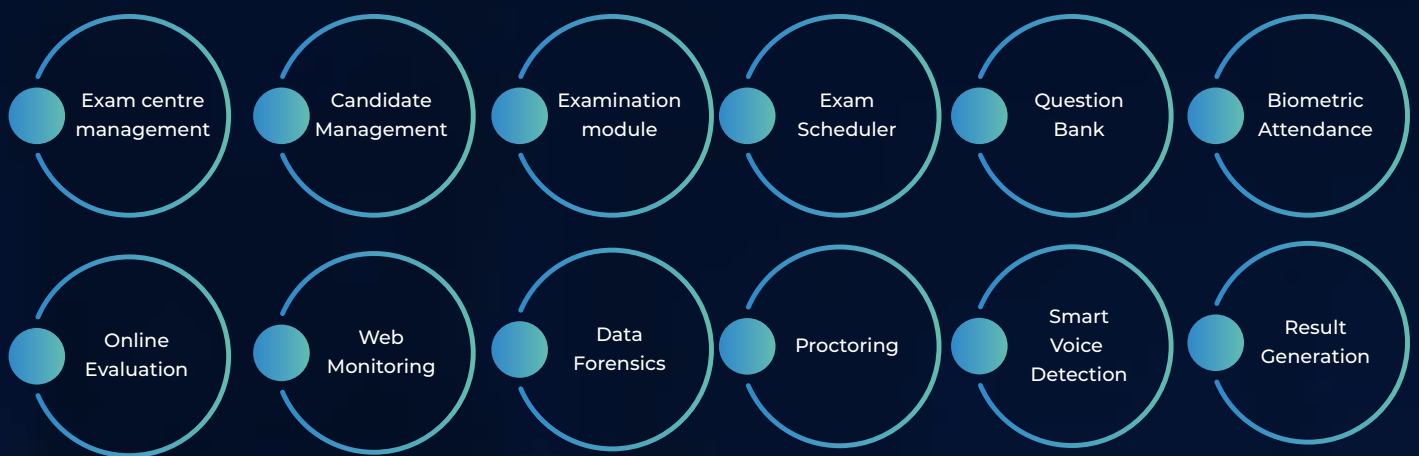 Exam centre
management
Candidate
Management
Examination
module
Exam
Scheduler
Question
Bank
Biometric
Attendance
Online
Evaluation
Web
Monitoring
Data
Forensics
Proctoring
Smart
Voice
Detection
Result
Generation